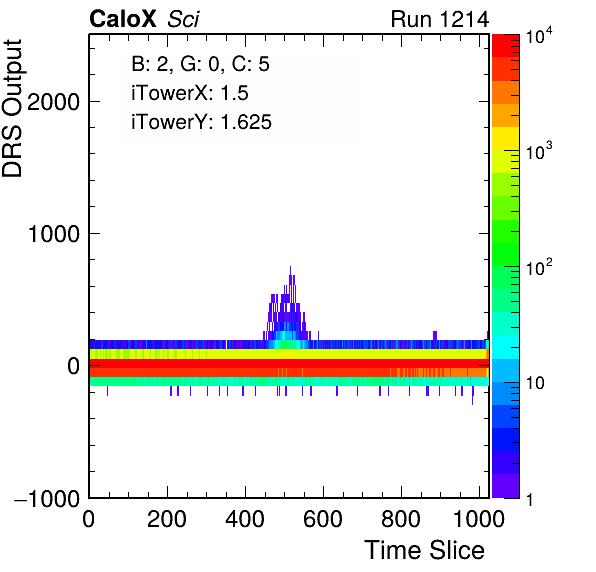 CaloX Sci Run 1214
DRS Output
B: 2, G: 0, C: 5
iTowerX: 1.5
iTowerY: 1.625
2000
1000
0
−1000
0 200 400 600 800 1000
Time Slice
10^4
10^3
10^2
10
1